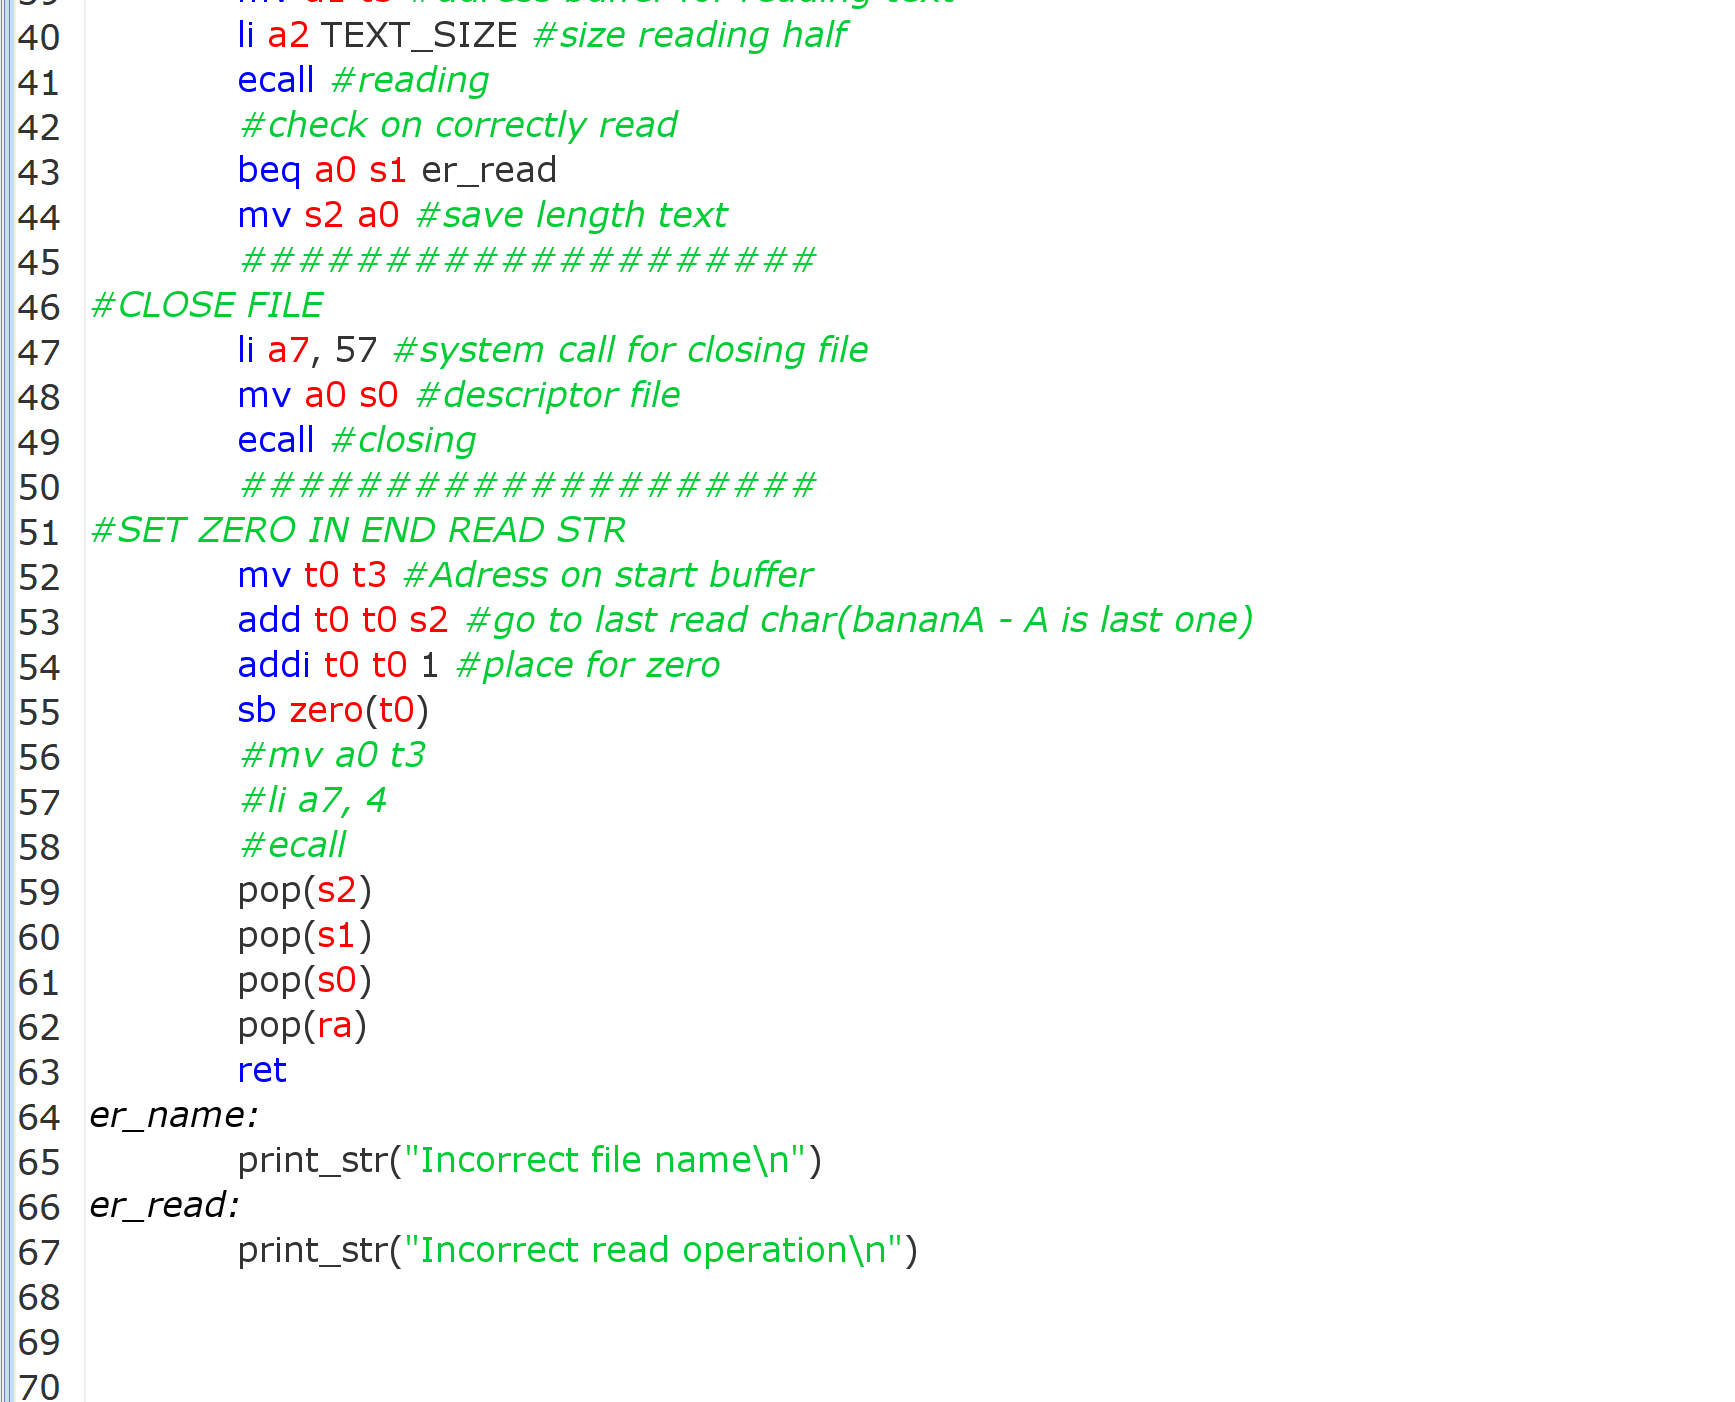 40 li a2 TEXT_SIZE #size reading half
41 ecall #reading
42 #check on correctly read
43 beq a0 s1 er_read
44 mv s2 a0 #save length text
45 ####################
46 #CLOSE FILE
47 li a7, 57 #system call for closing file
48 mv a0 s0 #descriptor file
49 ecall #closing
50 ####################
51 #SET ZERO IN END READ STR
52 mv t0 t3 #Adress on start buffer
53 add t0 t0 s2 #go to last read char(bananA - A is last one)
54 addi t0 t0 1 #place for zero
55 sb zero(t0)
56 #mv a0 t3
57 #li a7, 4
58 #ecall
59 pop(s2)
60 pop(s1)
61 pop(s0)
62 pop(ra)
63 ret
64 er_name:
65 print_str("Incorrect file name\n")
66 er_read:
67 print_str("Incorrect read operation\n")
68
69
70